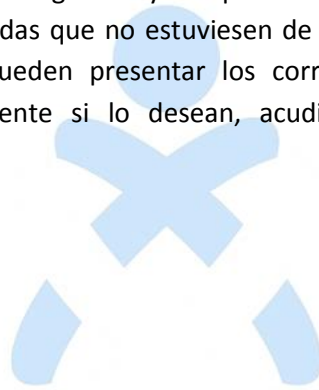 das que no estuviesen de
ueden presentar los corr
ente si lo desean, acudi